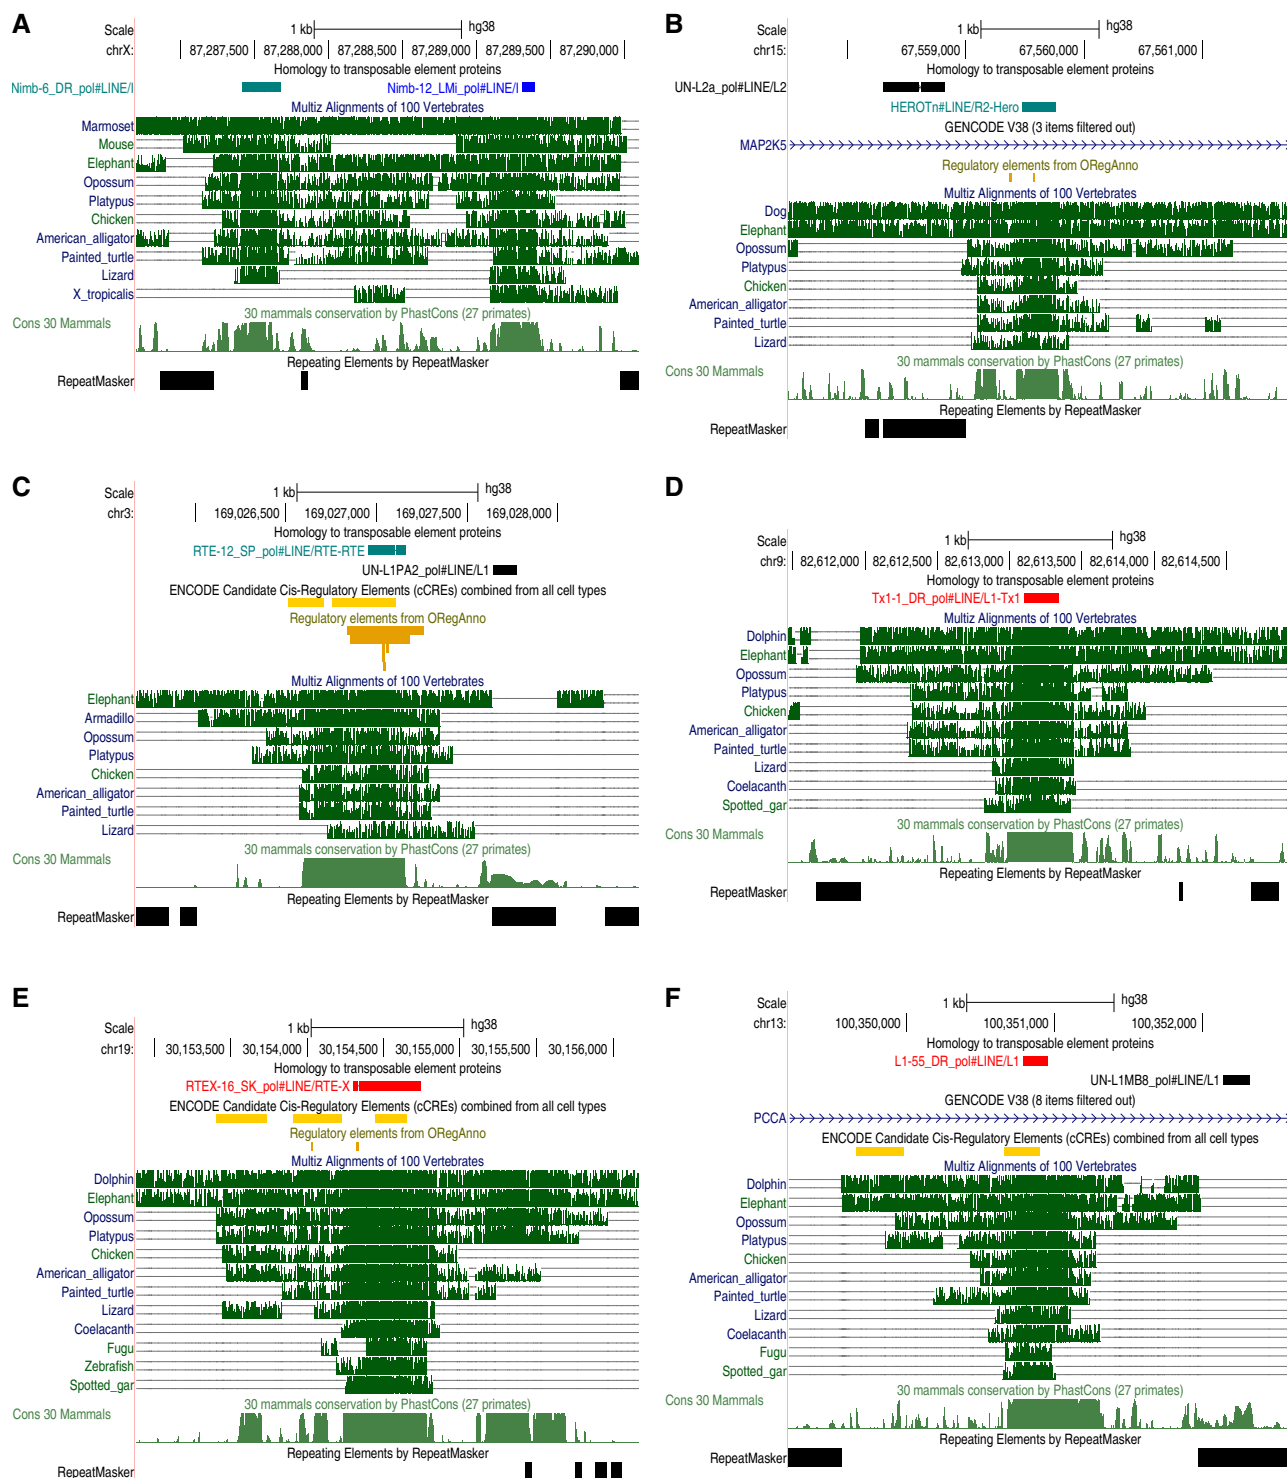 A
Scale 1 kb hg38
chrX: 87,287,500 87,288,000 87,288,500 87,289,000 87,289,500 87,290,000
Homology to transposable element proteins
Nimb-6_DR_pol#LINE/I Nimb-12_LMi_pol#LINE/I
Multiz Alignments of 100 Vertebrates
Marmoset
Mouse
Elephant
Opossum
Platypus
Chicken
American_alligator
Painted_turtle
Lizard
X_tropicalis
30 mammals conservation by PhastCons (27 primates)
Cons 30 Mammals
Repeating Elements by RepeatMasker
RepeatMasker
B
Scale 1 kb hg38
chr15: 67,559,000 67,560,000 67,561,000
Homology to transposable element proteins
UN-L2a_pol#LINE/L2
HEROTn#LINE/R2-Hero
GENCODE V38 (3 items filtered out)
MAP2K5
Regulatory elements from ORegAnno
Multiz Alignments of 100 Vertebrates
Dog
Elephant
Opossum
Platypus
Chicken
American_alligator
Painted_turtle
Lizard
30 mammals conservation by PhastCons (27 primates)
Cons 30 Mammals
Repeating Elements by RepeatMasker
RepeatMasker
C
Scale 1 kb hg38
chr3: 169,026,500 169,027,000 169,027,500 169,028,000
Homology to transposable element proteins
RTE-12_SP_pol#LINE/RTE-RTE
UN-L1PA2_pol#LINE/L1
ENCODE Candidate Cis-Regulatory Elements (cCREs) combined from all cell types
Regulatory elements from ORegAnno
Multiz Alignments of 100 Vertebrates
Elephant
Armadillo
Opossum
Platypus
Chicken
American_alligator
Painted_turtle
Lizard
30 mammals conservation by PhastCons (27 primates)
Cons 30 Mammals
Repeating Elements by RepeatMasker
RepeatMasker
D
Scale 1 kb hg38
chr9: 82,612,000 82,612,500 82,613,000 82,613,500 82,614,000 82,614,500
Homology to transposable element proteins
Tx1-1_DR_pol#LINE/L1-Tx1
Multiz Alignments of 100 Vertebrates
Dolphin
Elephant
Opossum
Platypus
Chicken
American_alligator
Painted_turtle
Lizard
Coelacanth
Spotted_gar
30 mammals conservation by PhastCons (27 primates)
Cons 30 Mammals
Repeating Elements by RepeatMasker
RepeatMasker
E
Scale 1 kb hg38
chr19: 30,153,500 30,154,000 30,154,500 30,155,000 30,155,500 30,156,000
Homology to transposable element proteins
RTEX-16_SK_pol#LINE/RTE-X
ENCODE Candidate Cis-Regulatory Elements (cCREs) combined from all cell types
Regulatory elements from ORegAnno
Multiz Alignments of 100 Vertebrates
Dolphin
Elephant
Opossum
Platypus
Chicken
American_alligator
Painted_turtle
Lizard
Coelacanth
Fugu
Zebrafish
Spotted_gar
30 mammals conservation by PhastCons (27 primates)
Cons 30 Mammals
Repeating Elements by RepeatMasker
RepeatMasker
F
Scale 1 kb hg38
chr13: 100,350,000 100,351,000 100,352,000
Homology to transposable element proteins
L1-55_DR_pol#LINE/L1
UN-L1MB8_pol#LINE/L1
GENCODE V38 (8 items filtered out)
PCCA
ENCODE Candidate Cis-Regulatory Elements (cCREs) combined from all cell types
Multiz Alignments of 100 Vertebrates
Dolphin
Elephant
Opossum
Platypus
Chicken
American_alligator
Painted_turtle
Lizard
Coelacanth
Fugu
Spotted_gar
30 mammals conservation by PhastCons (27 primates)
Cons 30 Mammals
Repeating Elements by RepeatMasker
RepeatMasker